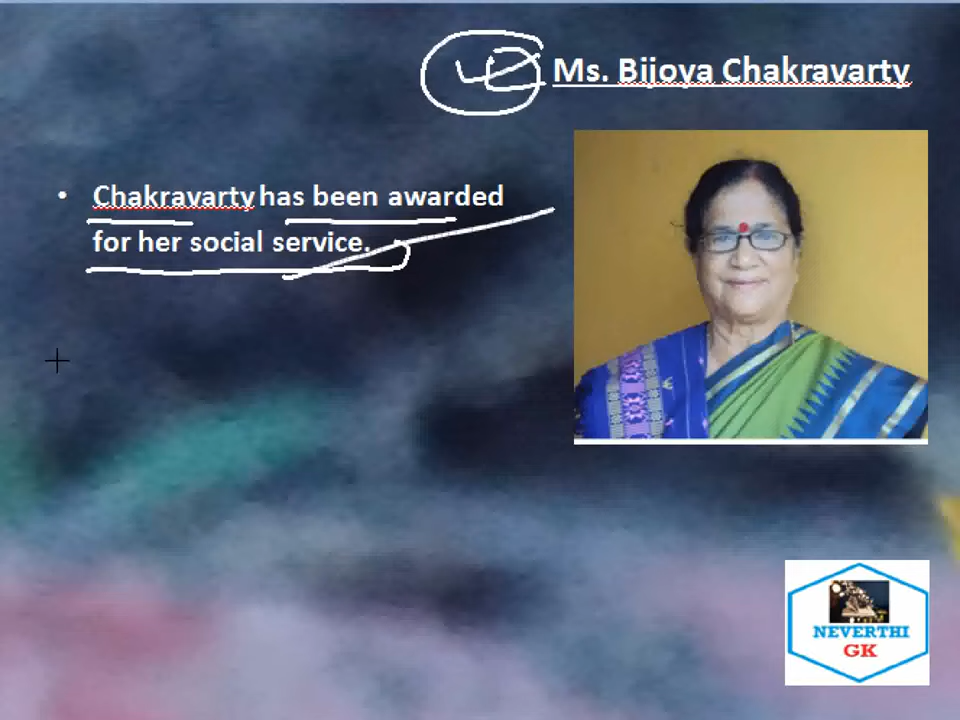 Ms. Bijoya Chakravarty
• Chakravarty has been awarded
for her social service.
NEVERTHI
GK